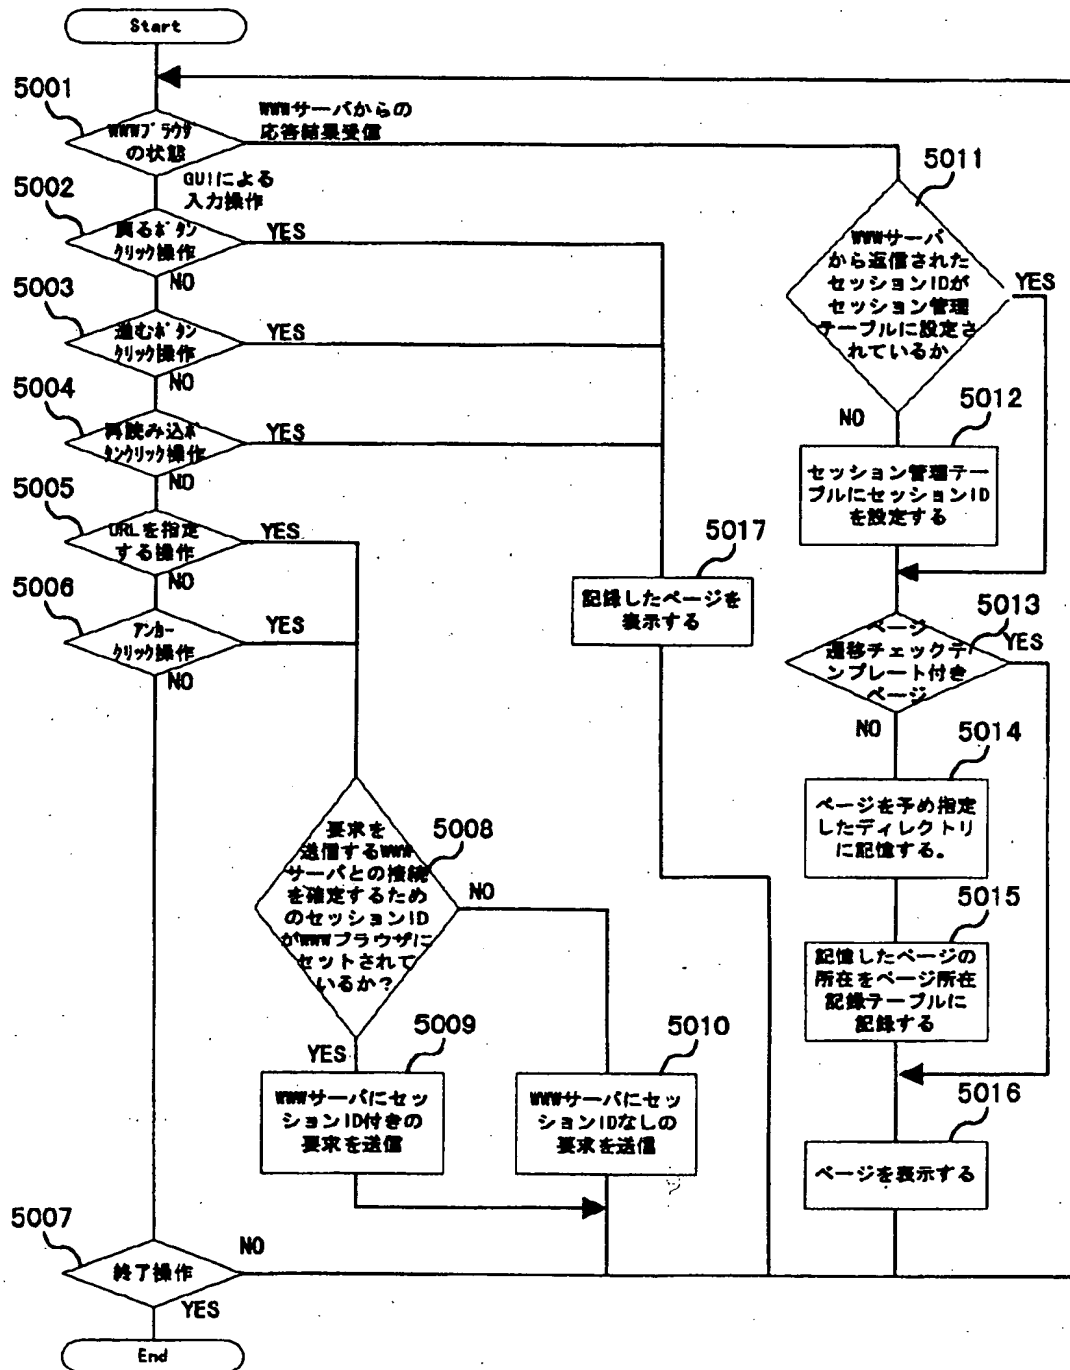 Start
5001
WWWブラウザ
の状態
WWWサーバからの
応答結果受信
GUIによる
入力操作
5002
戻るボタン
クリック操作
YES
NO
5003
進むボタン
クリック操作
YES
NO
5004
再読み込ボ
タンクリック操作
YES
NO
5005
URLを指定
する操作
YES
NO
5006
アンカー
クリック操作
YES
NO
5008
要求を
送信するWWW
サーバとの接続
を確定するため
のセッションID
がWWWブラウザに
セットされて
いるか?
NO
YES
5009
WWWサーバにセッ
ションID付きの
要求を送信
5010
WWWサーバにセッ
ションIDなしの
要求を送信
5017
記録したページを
表示する
5011
WWWサーバ
から返信された
セッションIDが
セッション管理
テーブルに設定さ
れているか
YES
NO
5012
セッション管理テー
ブルにセッションID
を設定する
5013
ページ
遷移チェックテ
ンプレート付き
ページ
YES
NO
5014
ページを予め指定
したディレクトリ
に記憶する。
5015
記憶したページの
所在をページ所在
記録テーブルに
記録する
5016
ページを表示する
5007
終了操作
NO
YES
End